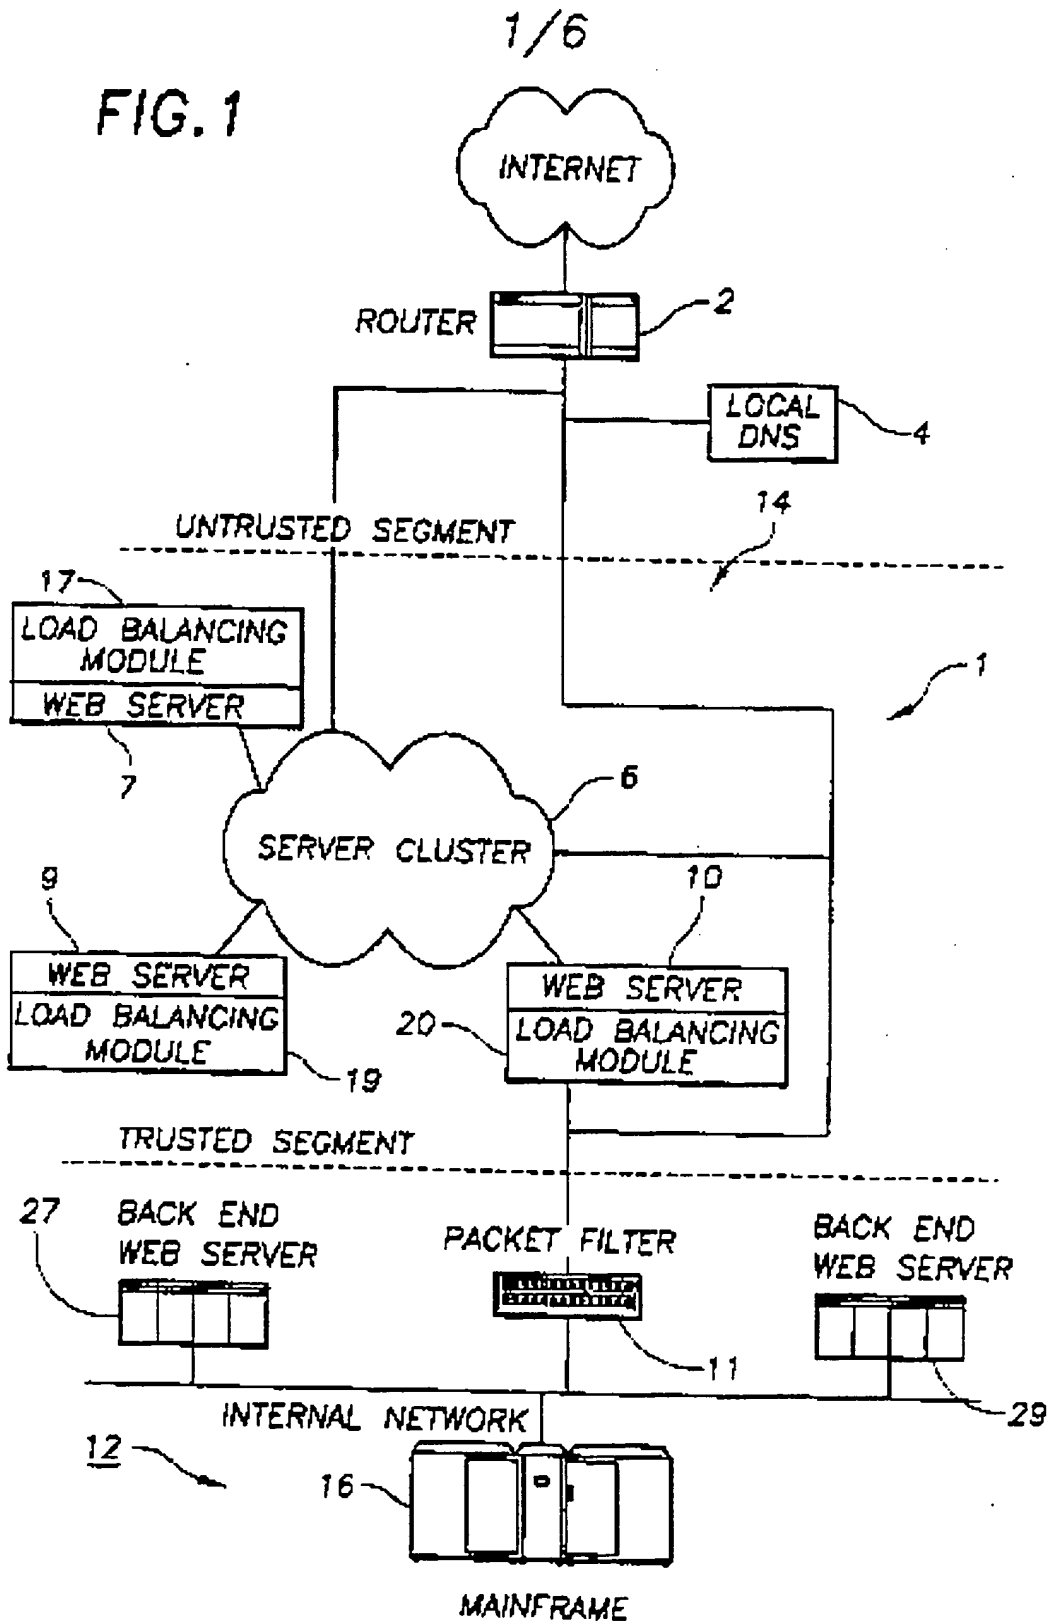 1/6
FIG. 1
INTERNET
ROUTER
2
LOCAL
DNS
4
14
UNTRUSTED SEGMENT
17
LOAD BALANCING
MODULE
WEB SERVER
7
1
6
SERVER CLUSTER
9
WEB SERVER
LOAD BALANCING
MODULE
19
10
WEB SERVER
20
LOAD BALANCING
MODULE
TRUSTED SEGMENT
27
BACK END
WEB SERVER
PACKET FILTER
11
BACK END
WEB SERVER
29
INTERNAL NETWORK
12
16
MAINFRAME